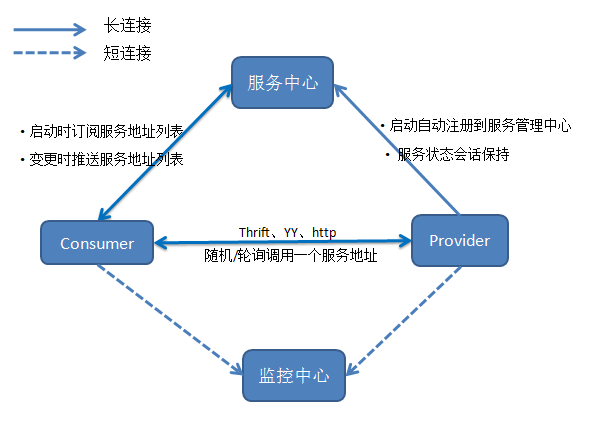 长连接
短连接
服务中心
·启动时订阅服务地址列表
·变更时推送服务地址列表
·启动自动注册到服务管理中心
· 服务状态会话保持
Consumer
Thrift、YY、http
随机/轮询调用一个服务地址
Provider
监控中心